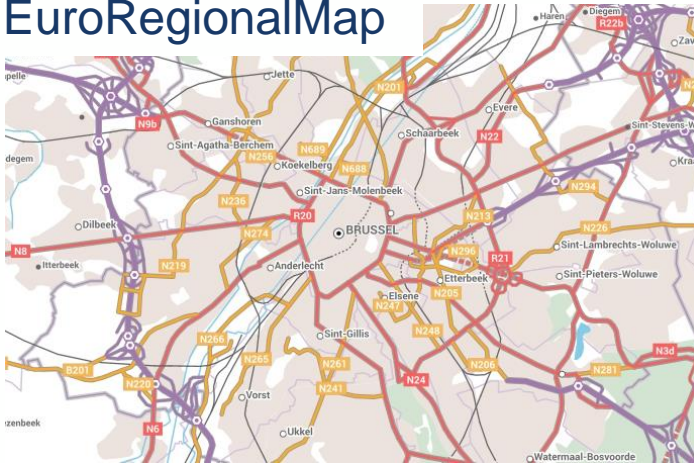 EuroRegionalMap
Haren
Diegem
R22b
Jette
N201
Evere
N9b
Ganshoren
Schaarbeek
N22
Sint-Stevens-W
Sint-Agatha-Berchem
N689
N256
Koekelberg
N688
degem
Kra
Sint-Jans-Molenbeek
N294
N236
R20
N213
Dilbeek
N274
BRUSSEL
N226
N8
N296
Sint-Lambrechts-Woluwe
Itterbeek
N219
Anderlecht
R21
Etterbeek
Sint-Pieters-Woluwe
Elsene
N205
N247
Sint-Gillis
N248
N266
N3d
B201
N265
N261
N206
N281
N220
N24
N241
Vorst
N6
Ukkel
zenbeek
Watermaal-Bosvoorde